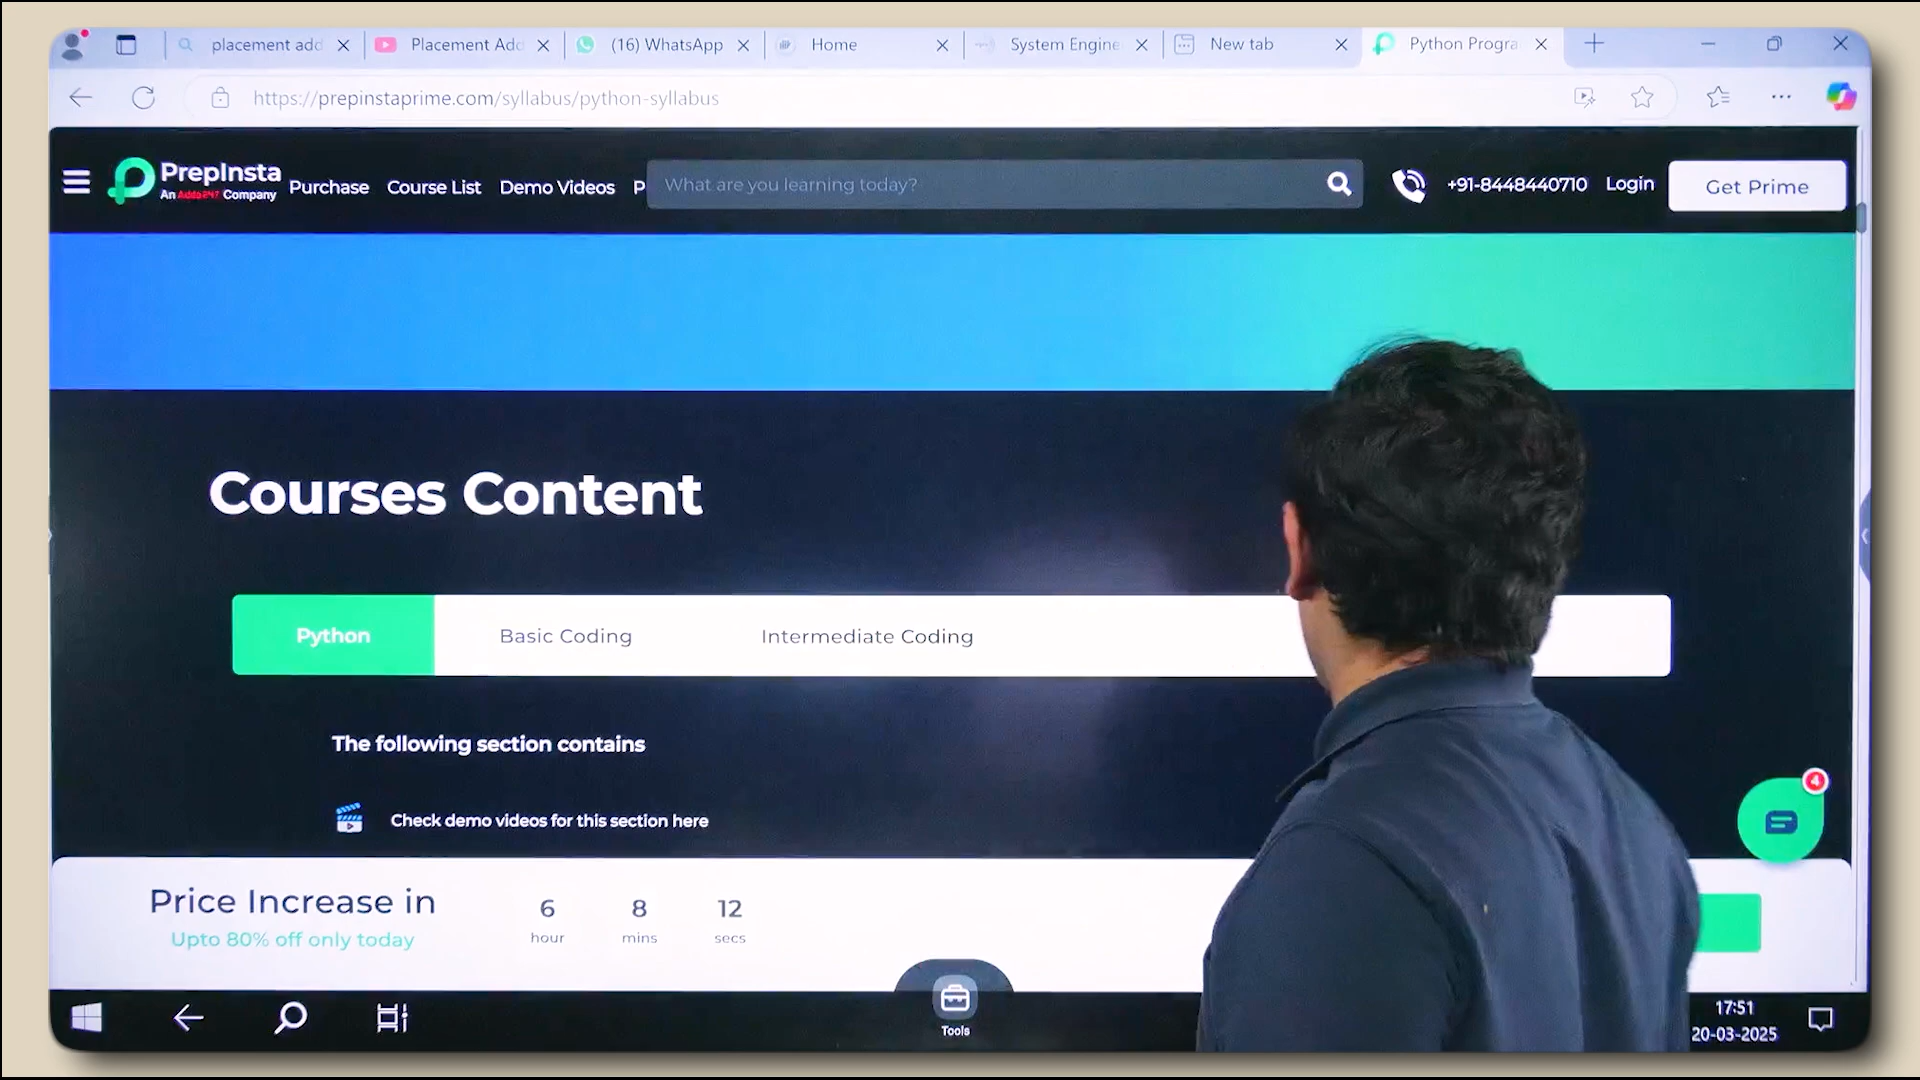 placement add
Placement Add
(16) WhatsApp
Home
System Engine
New tab
Python Progra
https://prepinstaprime.com/syllabus/python-syllabus
PrepInsta
An Adda247 Company
Purchase
Course List
Demo Videos
P
What are you learning today?
+91-8448440710
Login
Get Prime
Courses Content
Python
Basic Coding
Intermediate Coding
The following section contains
Check demo videos for this section here
4
Price Increase in
Upto 80% off only today
6
hour
8
mins
12
secs
Tools
17:51
20-03-2025